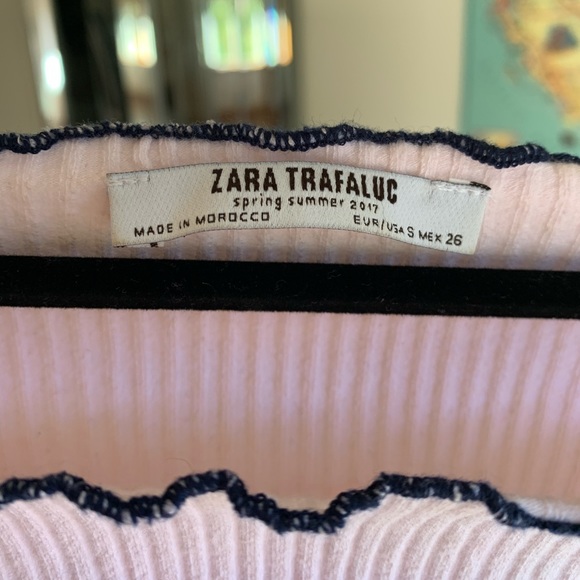 ZARA TRAFALUC
spring summer 2017
MADE IN MOROCCO EUR/USA S MEX 26